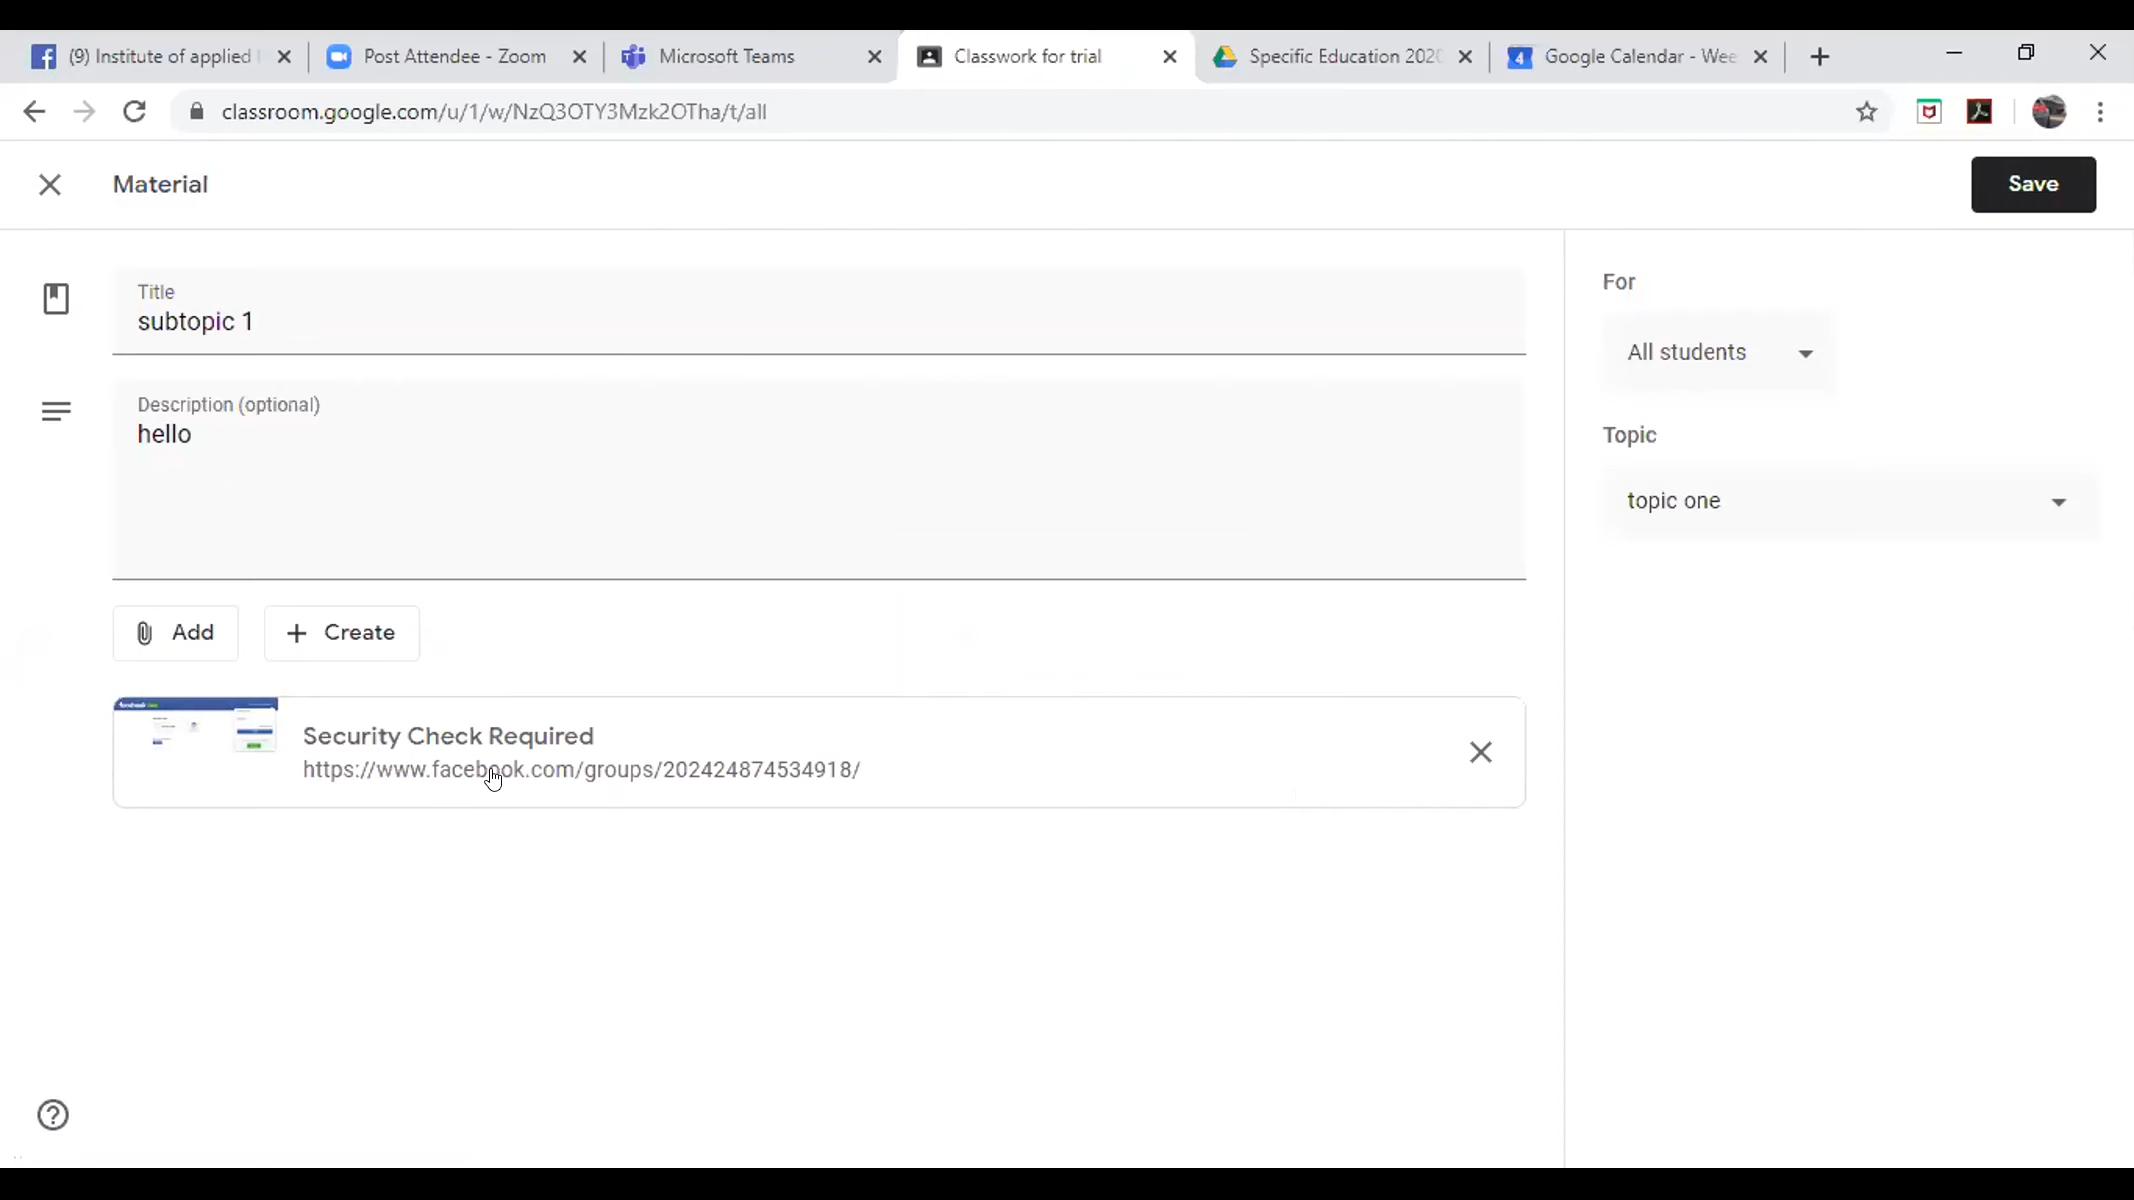 (9) Institute of applied
Post Attendee - Zoom
Microsoft Teams
Classwork for trial
Specific Education 202
4
Google Calendar - Wee
classroom.google.com/u/1/w/NzQ3OTY3Mzk2OTha/t/all
Material
Save
Title
subtopic 1
Description (optional)
hello
Add
Create
Security Check Required
https://www.facebook.com/groups/202424874534918/
For
All students
Topic
topic one